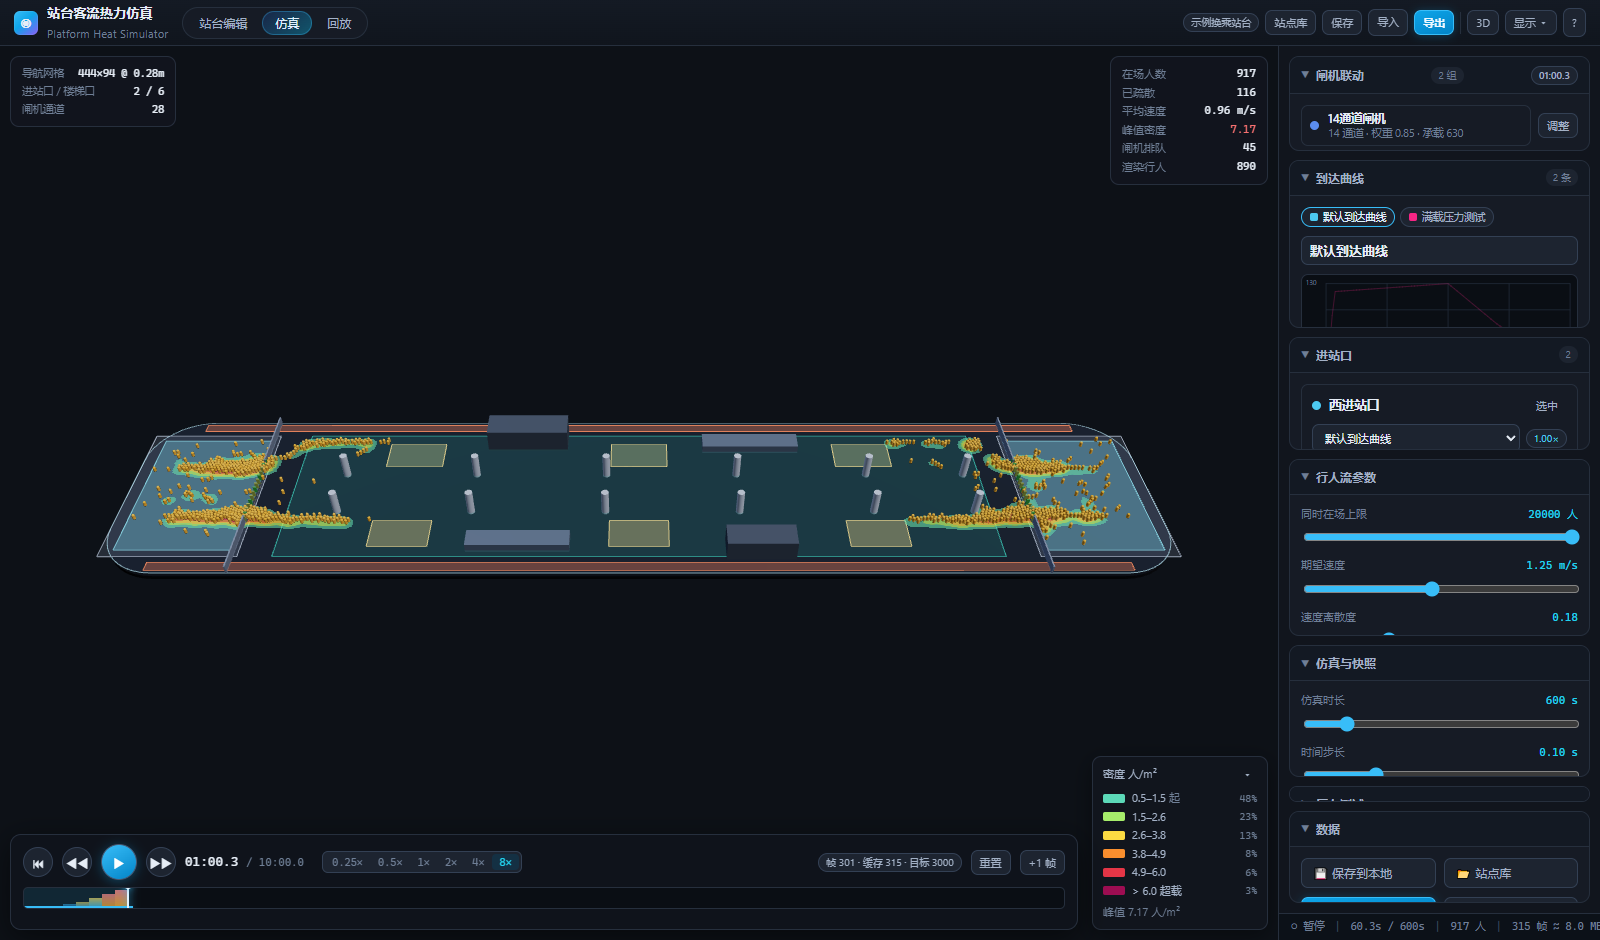 站台客流热力仿真
Platform Heat Simulator
站台编辑 仿真 回放
示例换乘站台 站点库 保存 导入 导出 3D 显示 ?
导航网格 444×94 @ 0.28m
进站口 / 楼梯口 2 / 6
闸机通道 28
在场人数 917
已疏散 116
平均速度 0.96 m/s
峰值密度 7.17
闸机排队 45
渲染行人 890
闸机联动 2 组 01:00.3
14通道闸机
14 通道 · 权重 0.85 · 承载 630
调整
到达曲线 2 条
默认到达曲线 满载压力测试
默认到达曲线
130
进站口 2
西进站口 选中
默认到达曲线 1.00×
行人流参数
同时在场上限 20000 人
期望速度 1.25 m/s
速度离散度 0.18
仿真与快照
仿真时长 600 s
时间步长 0.10 s
数据
保存到本地 站点库
密度 人/m²
0.5–1.5 起 48%
1.5–2.6 23%
2.6–3.8 13%
3.8–4.9 8%
4.9–6.0 6%
> 6.0 超载 3%
峰值 7.17 人/m²
01:00.3 / 10:00.0
0.25× 0.5× 1× 2× 4× 8×
帧 301 · 缓存 315 · 目标 3000 重置 +1 帧
暂停 | 60.3s / 600s | 917 人 | 315 帧 ≈ 8.0 MB